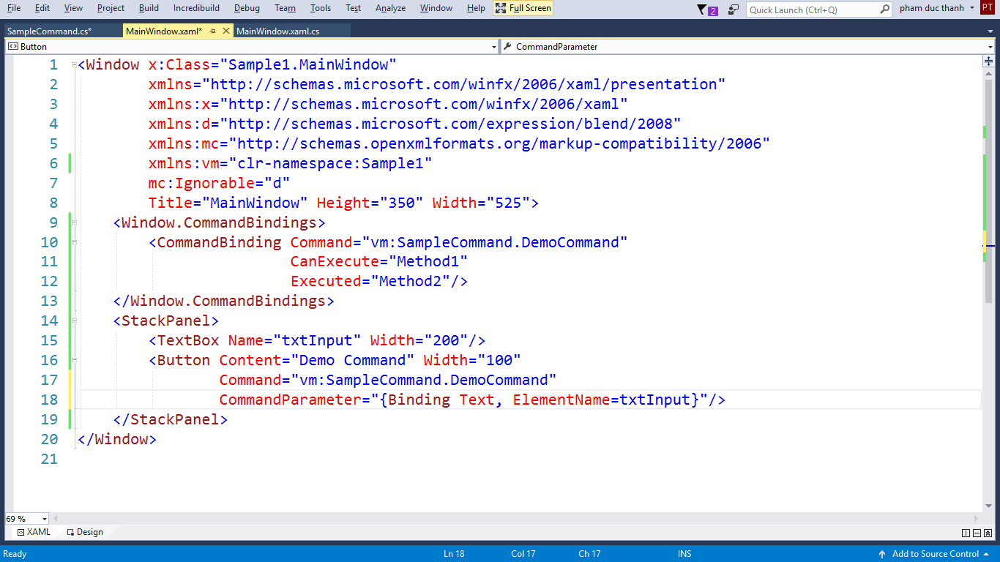 File Edit View Project Build Incredibuild Debug Team Tools Test Analyze Window Help Full Screen 2 Quick Launch (Ctrl+Q) pham duc thanh PT
SampleCommand.cs* MainWindow.xaml* MainWindow.xaml.cs
Button CommandParameter
1 <Window x:Class="Sample1.MainWindow"
2 xmlns="http://schemas.microsoft.com/winfx/2006/xaml/presentation"
3 xmlns:x="http://schemas.microsoft.com/winfx/2006/xaml"
4 xmlns:d="http://schemas.microsoft.com/expression/blend/2008"
5 xmlns:mc="http://schemas.openxmlformats.org/markup-compatibility/2006"
6 xmlns:vm="clr-namespace:Sample1"
7 mc:Ignorable="d"
8 Title="MainWindow" Height="350" Width="525">
9 <Window.CommandBindings>
10 <CommandBinding Command="vm:SampleCommand.DemoCommand"
11 CanExecute="Method1"
12 Executed="Method2"/>
13 </Window.CommandBindings>
14 <StackPanel>
15 <TextBox Name="txtInput" Width="200"/>
16 <Button Content="Demo Command" Width="100"
17 Command="vm:SampleCommand.DemoCommand"
18 CommandParameter="{Binding Text, ElementName=txtInput}"/>
19 </StackPanel>
20 </Window>
21
69 %
XAML Design
Ready Ln 18 Col 17 Ch 17 INS Add to Source Control